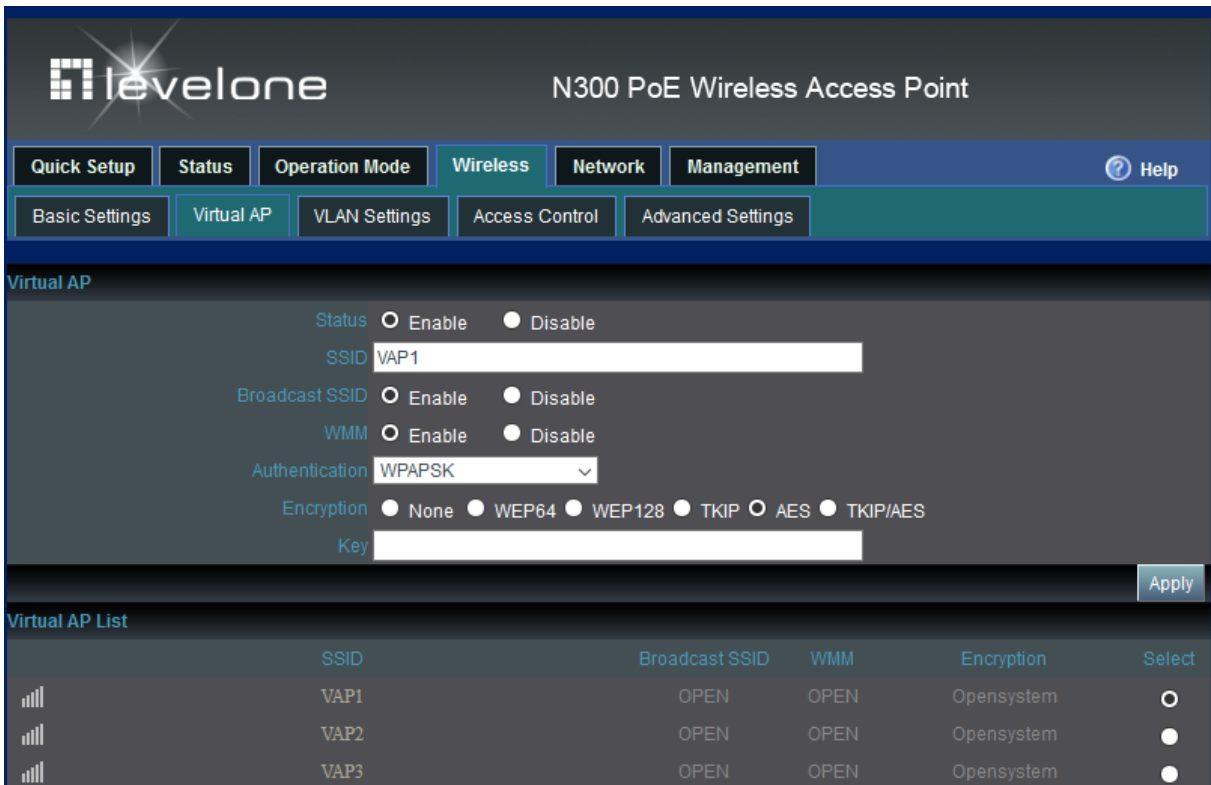 levelone
N300 PoE Wireless Access Point
Quick Setup Status Operation Mode Wireless Network Management ? Help
Basic Settings Virtual AP VLAN Settings Access Control Advanced Settings
Virtual AP
Status Enable Disable
SSID VAP1
Broadcast SSID Enable Disable
WMM Enable Disable
Authentication WPAPSK
Encryption None WEP64 WEP128 TKIP AES TKIP/AES
Key
Apply
Virtual AP List
SSID Broadcast SSID WMM Encryption Select
VAP1 OPEN OPEN Opensystem
VAP2 OPEN OPEN Opensystem
VAP3 OPEN OPEN Opensystem